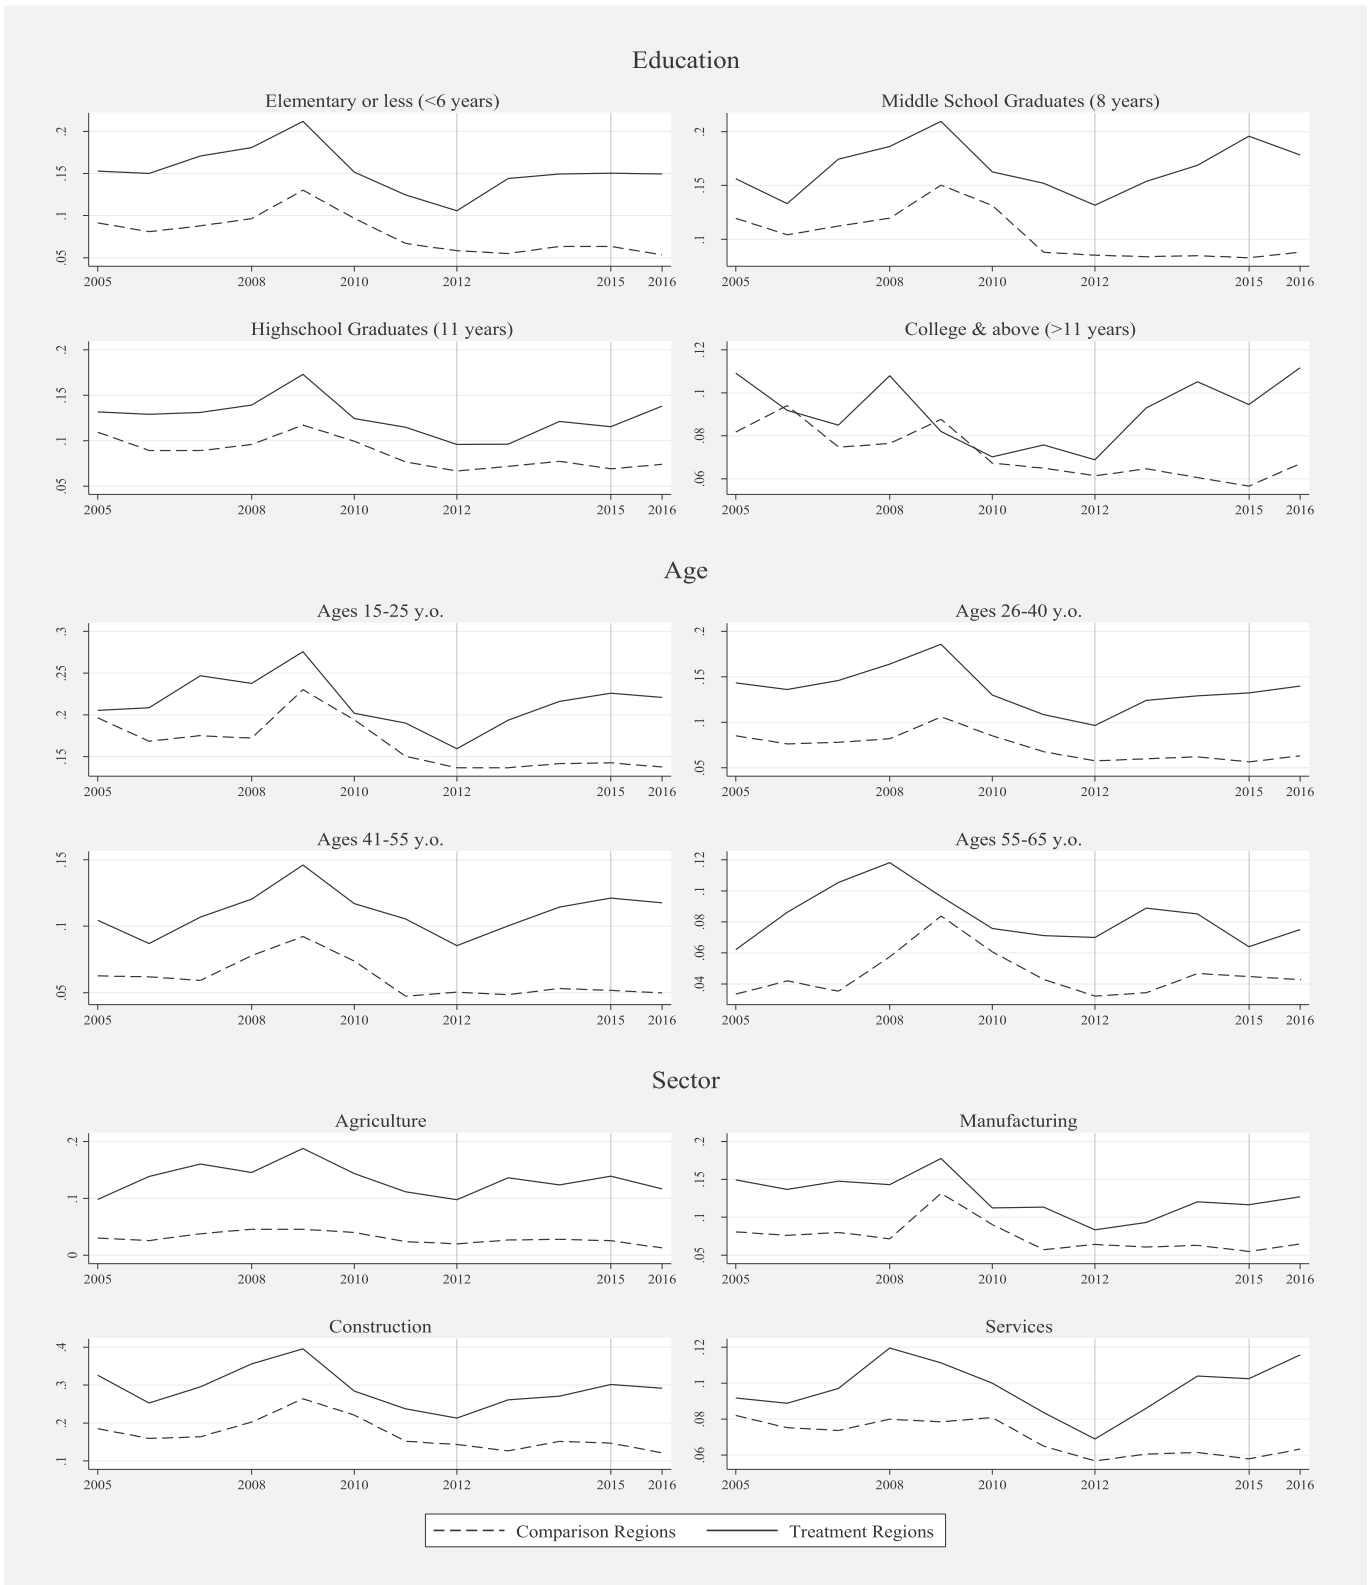 Education
Elementary or less (<6 years)
.2
.15
.1
.05
2005 2008 2010 2012 2015 2016
Middle School Graduates (8 years)
.2
.15
.1
2005 2008 2010 2012 2015 2016
Highschool Graduates (11 years)
.2
.15
.1
.05
2005 2008 2010 2012 2015 2016
College & above (>11 years)
.12
.1
.08
.06
2005 2008 2010 2012 2015 2016
Age
Ages 15-25 y.o.
.3
.25
.2
.15
2005 2008 2010 2012 2015 2016
Ages 26-40 y.o.
.2
.15
.1
.05
2005 2008 2010 2012 2015 2016
Ages 41-55 y.o.
.15
.1
.05
2005 2008 2010 2012 2015 2016
Ages 55-65 y.o.
.12
.1
.08
.06
.04
2005 2008 2010 2012 2015 2016
Sector
Agriculture
.2
.1
0
2005 2008 2010 2012 2015 2016
Manufacturing
.2
.15
.1
.05
2005 2008 2010 2012 2015 2016
Construction
.4
.3
.2
.1
2005 2008 2010 2012 2015 2016
Services
.12
.1
.08
.06
2005 2008 2010 2012 2015 2016
Comparison Regions Treatment Regions